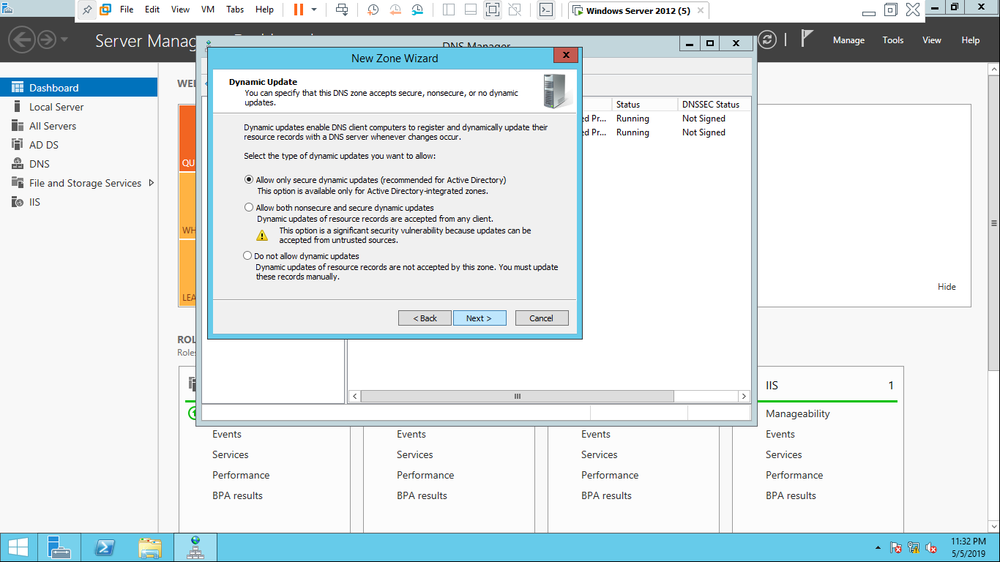 File Edit View VM Tabs Help
Windows Server 2012 (5)
Server Manag
DNS Manager
Manage Tools View Help
Dashboard
Local Server
All Servers
AD DS
DNS
File and Storage Services
IIS
New Zone Wizard
Dynamic Update
You can specify that this DNS zone accepts secure, nonsecure, or no dynamic
updates.
Dynamic updates enable DNS client computers to register and dynamically update their
resource records with a DNS server whenever changes occur.
Select the type of dynamic updates you want to allow:
Allow only secure dynamic updates (recommended for Active Directory)
This option is available only for Active Directory-integrated zones.
Allow both nonsecure and secure dynamic updates
Dynamic updates of resource records are accepted from any client.
This option is a significant security vulnerability because updates can be
accepted from untrusted sources.
Do not allow dynamic updates
Dynamic updates of resource records are not accepted by this zone. You must update
these records manually.
< Back Next > Cancel
Status DNSSEC Status
ed Pr... Running Not Signed
ed Pr... Running Not Signed
WEL
QU
WH
LEA
Hide
ROL
Roles
IIS 1
Manageability
Events Events Events Events
Services Services Services Services
Performance Performance Performance Performance
BPA results BPA results BPA results BPA results
11:32 PM
5/5/2019